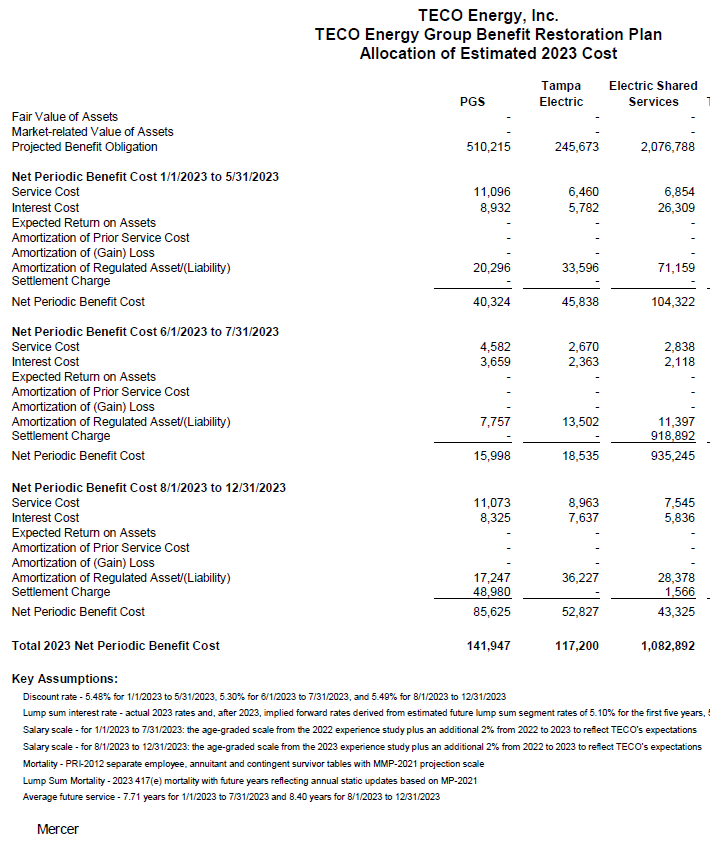 TECO Energy, Inc.
TECO Energy Group Benefit Restoration Plan
Allocation of Estimated 2023 Cost
Tampa Electric Shared
PGS Electric Services
Fair Value of Assets - - -
Market-related Value of Assets - - -
Projected Benefit Obligation 510,215 245,673 2,076,788
Net Periodic Benefit Cost 1/1/2023 to 5/31/2023
Service Cost 11,096 6,460 6,854
Interest Cost 8,932 5,782 26,309
Expected Return on Assets - - -
Amortization of Prior Service Cost - - -
Amortization of (Gain) Loss - - -
Amortization of Regulated Asset/(Liability) 20,296 33,596 71,159
Settlement Charge - - -
Net Periodic Benefit Cost 40,324 45,838 104,322
Net Periodic Benefit Cost 6/1/2023 to 7/31/2023
Service Cost 4,582 2,670 2,838
Interest Cost 3,659 2,363 2,118
Expected Return on Assets - - -
Amortization of Prior Service Cost - - -
Amortization of (Gain) Loss - - -
Amortization of Regulated Asset/(Liability) 7,757 13,502 11,397
Settlement Charge - - 918,892
Net Periodic Benefit Cost 15,998 18,535 935,245
Net Periodic Benefit Cost 8/1/2023 to 12/31/2023
Service Cost 11,073 8,963 7,545
Interest Cost 8,325 7,637 5,836
Expected Return on Assets - - -
Amortization of Prior Service Cost - - -
Amortization of (Gain) Loss - - -
Amortization of Regulated Asset/(Liability) 17,247 36,227 28,378
Settlement Charge 48,980 - 1,566
Net Periodic Benefit Cost 85,625 52,827 43,325
Total 2023 Net Periodic Benefit Cost 141,947 117,200 1,082,892
Key Assumptions:
Discount rate - 5.48% for 1/1/2023 to 5/31/2023, 5.30% for 6/1/2023 to 7/31/2023, and 5.49% for 8/1/2023 to 12/31/2023
Lump sum interest rate - actual 2023 rates and, after 2023, implied forward rates derived from estimated future lump sum segment rates of 5.10% for the first five years,
Salary scale - for 1/1/2023 to 7/31/2023: the age-graded scale from the 2022 experience study plus an additional 2% from 2022 to 2023 to reflect TECO's expectations
Salary scale - for 8/1/2023 to 12/31/2023: the age-graded scale from the 2023 experience study plus an additional 2% from 2022 to 2023 to reflect TECO's expectations
Mortality - PRI-2012 separate employee, annuitant and contingent survivor tables with MMP-2021 projection scale
Lump Sum Mortality - 2023 417(e) mortality with future years reflecting annual static updates based on MP-2021
Average future service - 7.71 years for 1/1/2023 to 7/31/2023 and 8.40 years for 8/1/2023 to 12/31/2023
Mercer